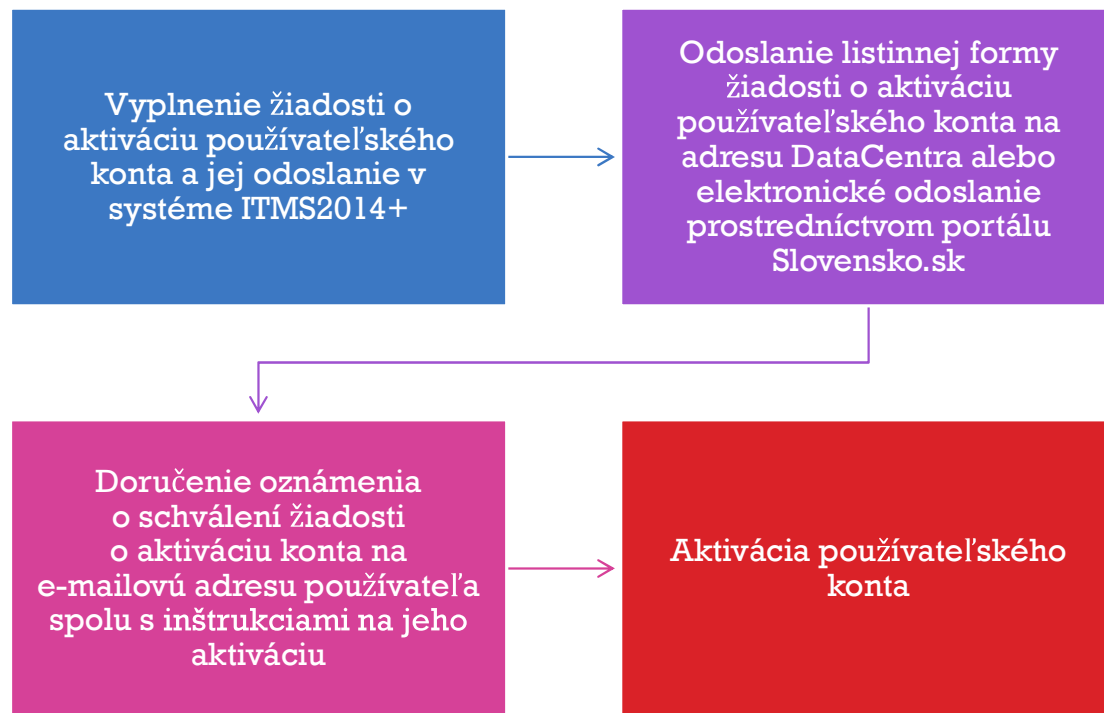 Vyplnenie žiadosti o
aktiváciu používateľského
konta a jej odoslanie v
systéme ITMS2014+
Odoslanie listinnej formy
žiadosti o aktiváciu
používateľského konta na
adresu DataCentra alebo
elektronické odoslanie
prostredníctvom portálu
Slovensko.sk
Doručenie oznámenia
o schválení žiadosti
o aktiváciu konta na
e-mailovú adresu používateľa
spolu s inštrukciami na jeho
aktiváciu
Aktivácia používateľského
konta